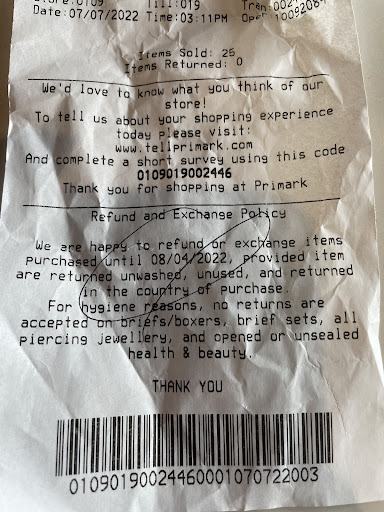 Till:019
Date:07/07/2022 Time:03:11PM
Items Sold: 25
Items Returned: 0
We'd love to know what you think of our
store!
To tell us about your shopping experience
today please visit:
www.tellprimark.com
And complete a short survey using this code
0109019002446
Thank you for shopping at Primark
Refund and Exchange Policy
We are happy to refund or exchange items
purchased until 08/04/2022, provided item
are returned unwashed, unused, and returned
in the country of purchase.
For hygiene reasons, no returns are
accepted on briefs/boxers, brief sets, all
piercing jewellery, and opened or unsealed
health & beauty.
THANK YOU
01090190024460001070722003